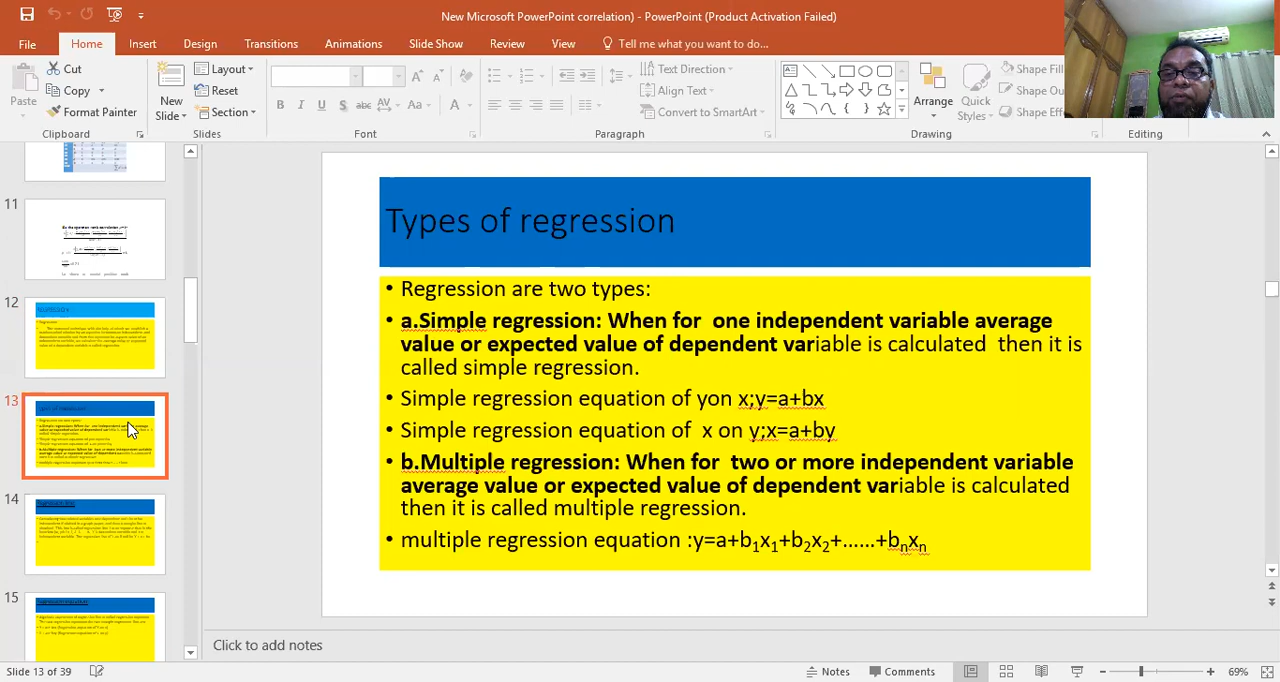 New Microsoft PowerPoint correlation) - PowerPoint (Product Activation Failed)
File Home Insert Design Transitions Animations Slide Show Review View Tell me what you want to do...
Paste
Cut
Copy
Format Painter
Clipboard
New
Slide
Layout
Reset
Section
Slides
Font
Text Direction
Align Text
Convert to SmartArt
Paragraph
Arrange
Quick
Styles
Shape Fill
Shape Ou
Shape Eff
Drawing
Editing
11
12
13
14
15
Types of regression
• Regression are two types:
• a.Simple regression: When for one independent variable average
value or expected value of dependent variable is calculated then it is
called simple regression.
• Simple regression equation of yon x;y=a+bx
• Simple regression equation of x on y;x=a+by
• b.Multiple regression: When for two or more independent variable
average value or expected value of dependent variable is calculated
then it is called multiple regression.
• multiple regression equation :y=a+b₁x₁+b₂x₂+......+bₙxₙ
Click to add notes
Slide 13 of 39
Notes
Comments
69%